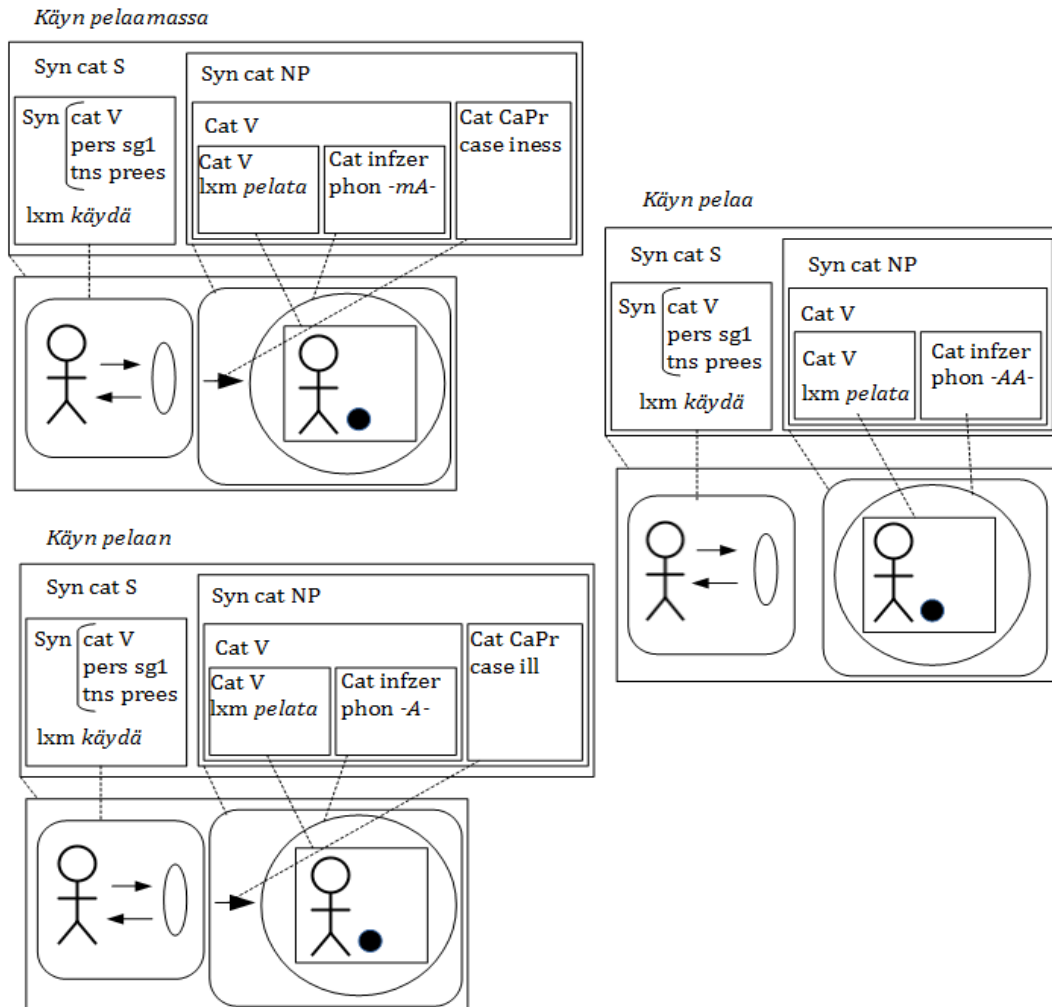 Käyn pelaamassa
Syn cat S
Syn cat NP
Syn
cat V
pers sg1
tns prees
lxm käydä
Cat V
Cat V
lxm pelata
Cat infzer
phon -mA-
Cat CaPr
case iness
Käyn pelaa
Syn cat S
Syn cat NP
Syn
cat V
pers sg1
tns prees
lxm käydä
Cat V
Cat V
lxm pelata
Cat infzer
phon -AA-
Käyn pelaan
Syn cat S
Syn cat NP
Syn
cat V
pers sg1
tns prees
lxm käydä
Cat V
Cat V
lxm pelata
Cat infzer
phon -A-
Cat CaPr
case ill